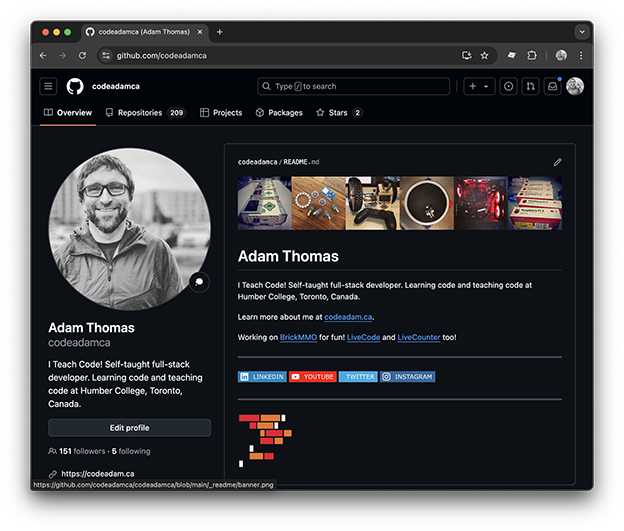 codeadamca (Adam Thomas)
github.com/codeadamca
codeadamca
Type / to search
Overview
Repositories 209
Projects
Packages
Stars 2
codeadamca/README.md
Adam Thomas
I Teach Code! Self-taught full-stack developer. Learning code and teaching code at
Humber College, Toronto, Canada.
Learn more about me at codeadam.ca.
Working on BrickMMO for fun! LiveCode and LiveCounter too!
LINKEDIN
YOUTUBE
TWITTER
INSTAGRAM
Adam Thomas
codeadamca
I Teach Code! Self-taught full-stack
developer. Learning code and teaching
code at Humber College, Toronto,
Canada.
Edit profile
151 followers · 5 following
https://codeadam.ca
https://github.com/codeadamca/codeadamca/blob/main/_readme/banner.png